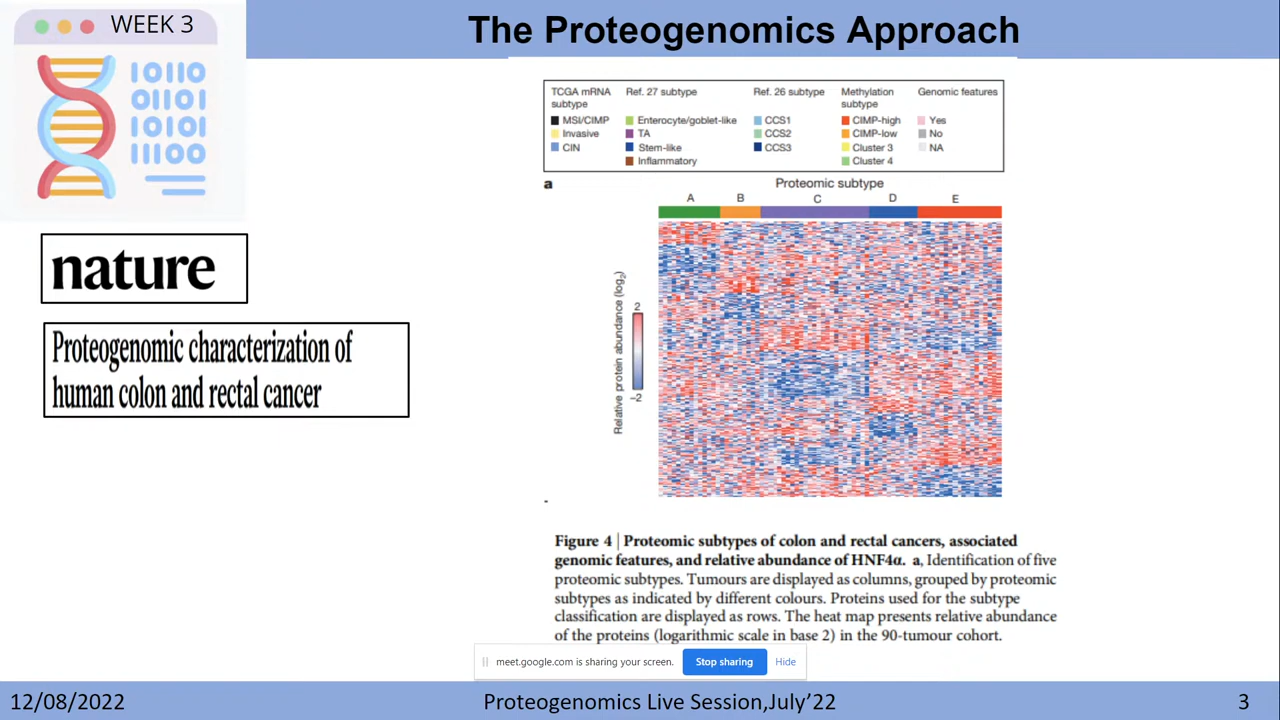 WEEK 3
The Proteogenomics Approach
10110
01101
10101
11100
nature
Proteogenomic characterization of
human colon and rectal cancer
TCGA mRNA subtype
MSI/CIMP
Invasive
CIN
Ref. 27 subtype
Enterocyte/goblet-like
TA
Stem-like
Inflammatory
Ref. 26 subtype
CCS1
CCS2
CCS3
Methylation subtype
CIMP-high
CIMP-low
Cluster 3
Cluster 4
Genomic features
Yes
No
NA
a
Proteomic subtype
A B C D E
Relative protein abundance (log2)
2
–2
Figure 4 | Proteomic subtypes of colon and rectal cancers, associated
genomic features, and relative abundance of HNF4α. a, Identification of five
proteomic subtypes. Tumours are displayed as columns, grouped by proteomic
subtypes as indicated by different colours. Proteins used for the subtype
classification are displayed as rows. The heat map presents relative abundance
of the proteins (logarithmic scale in base 2) in the 90-tumour cohort.
meet.google.com is sharing your screen. Stop sharing Hide
12/08/2022 Proteogenomics Live Session,July’22 3